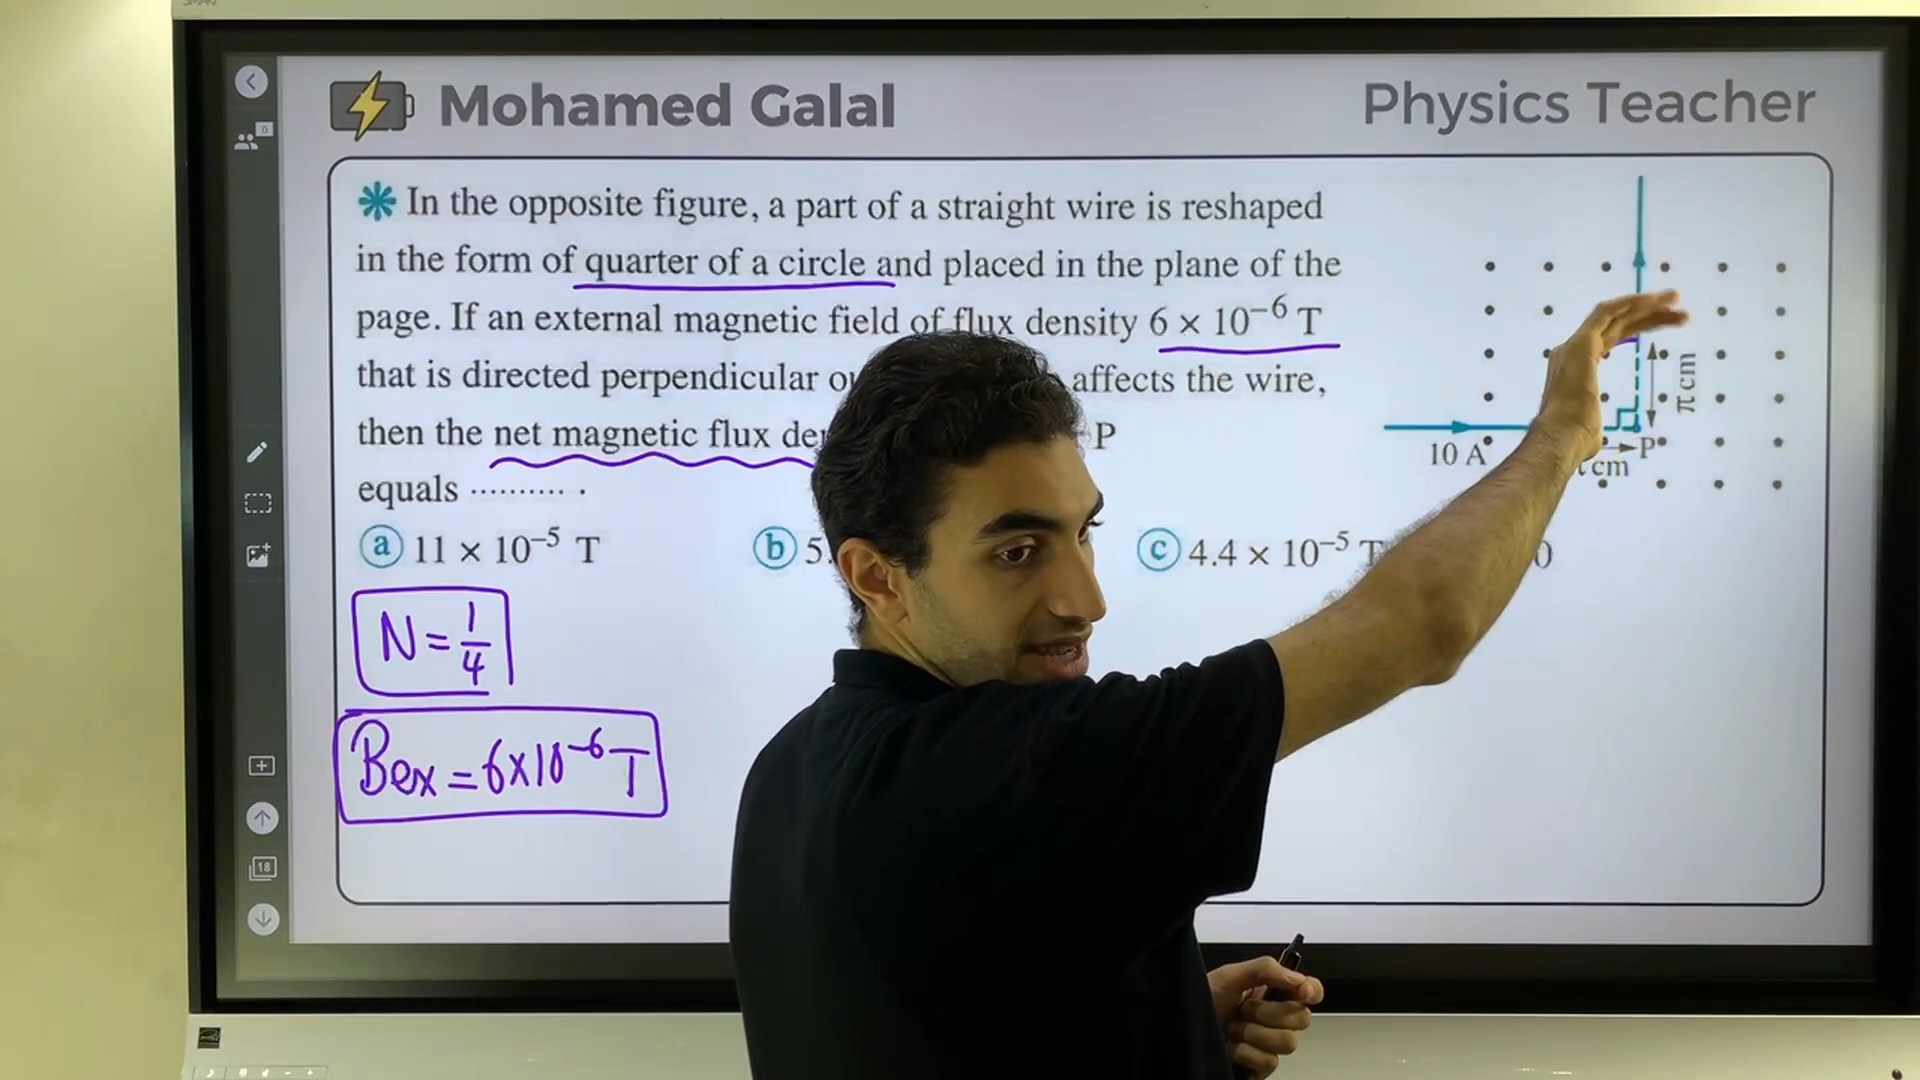 Mohamed Galal
Physics Teacher
In the opposite figure, a part of a straight wire is reshaped
in the form of quarter of a circle and placed in the plane of the
page. If an external magnetic field of flux density 6 × 10⁻⁶ T
that is directed perpendicular affects the wire,
then the net magnetic flux P
equals .......... .
ⓐ 11 × 10⁻⁵ T
ⓑ 5.
ⓒ 4.4 × 10⁻⁵ T
N = 1/4
Bex = 6×10⁻⁶ T
10 A
π cm
P
cm
0
18